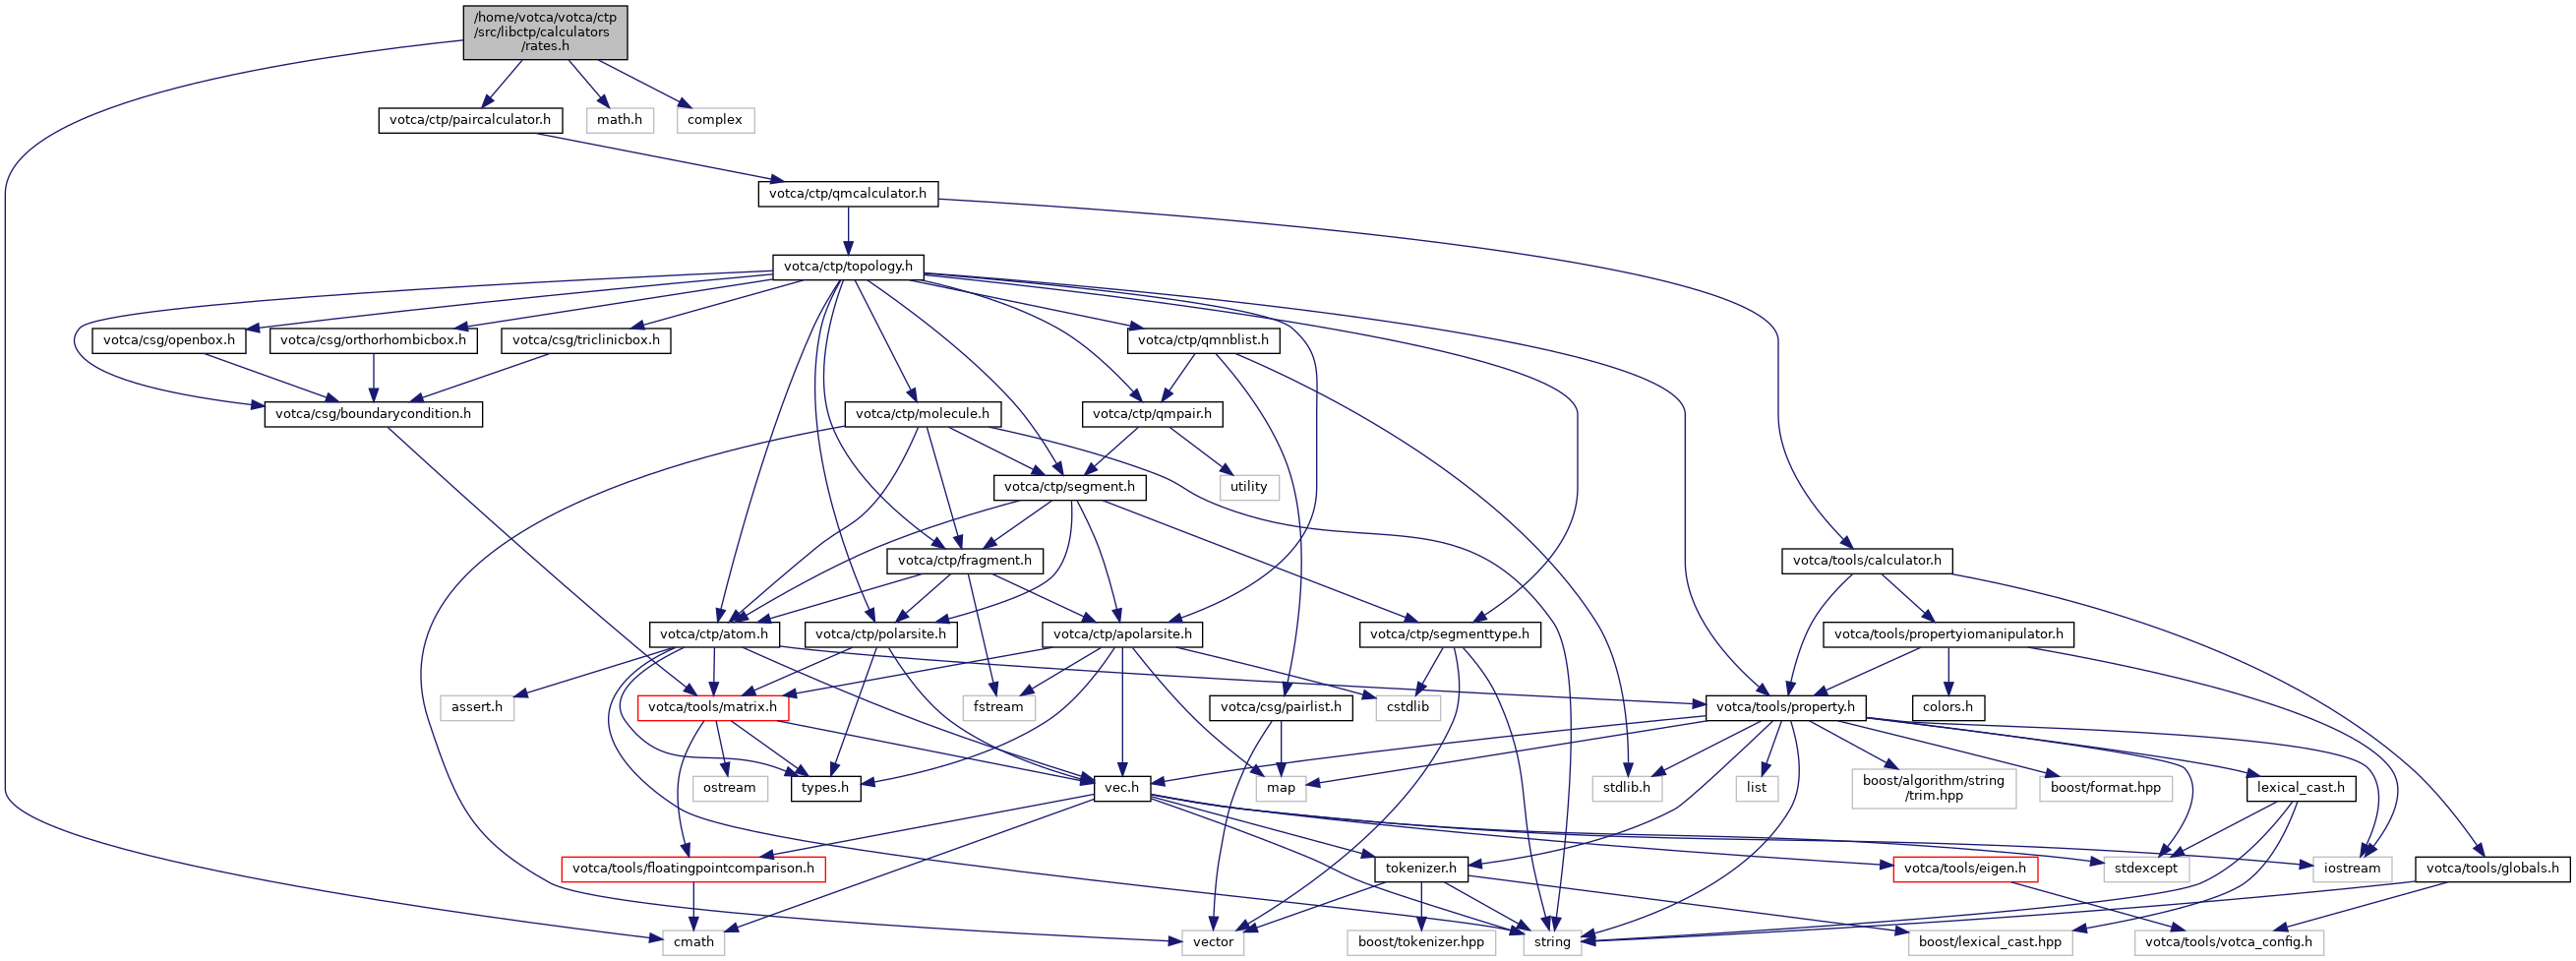 /home/votca/votca/ctp
/src/libctp/calculators
/rates.h
votca/ctp/paircalculator.h
math.h
complex
votca/ctp/qmcalculator.h
votca/ctp/topology.h
votca/csg/openbox.h
votca/csg/orthorhombicbox.h
votca/csg/triclinicbox.h
votca/ctp/qmnblist.h
votca/csg/boundarycondition.h
votca/ctp/molecule.h
votca/ctp/qmpair.h
votca/ctp/segment.h
utility
votca/ctp/fragment.h
votca/tools/calculator.h
votca/ctp/atom.h
votca/ctp/polarsite.h
votca/ctp/apolarsite.h
votca/ctp/segmenttype.h
votca/tools/propertyiomanipulator.h
assert.h
votca/tools/matrix.h
fstream
votca/csg/pairlist.h
cstdlib
votca/tools/property.h
colors.h
ostream
types.h
vec.h
map
stdlib.h
list
boost/algorithm/string
/trim.hpp
boost/format.hpp
lexical_cast.h
votca/tools/floatingpointcomparison.h
tokenizer.h
votca/tools/eigen.h
stdexcept
iostream
votca/tools/globals.h
cmath
vector
boost/tokenizer.hpp
string
boost/lexical_cast.hpp
votca/tools/votca_config.h